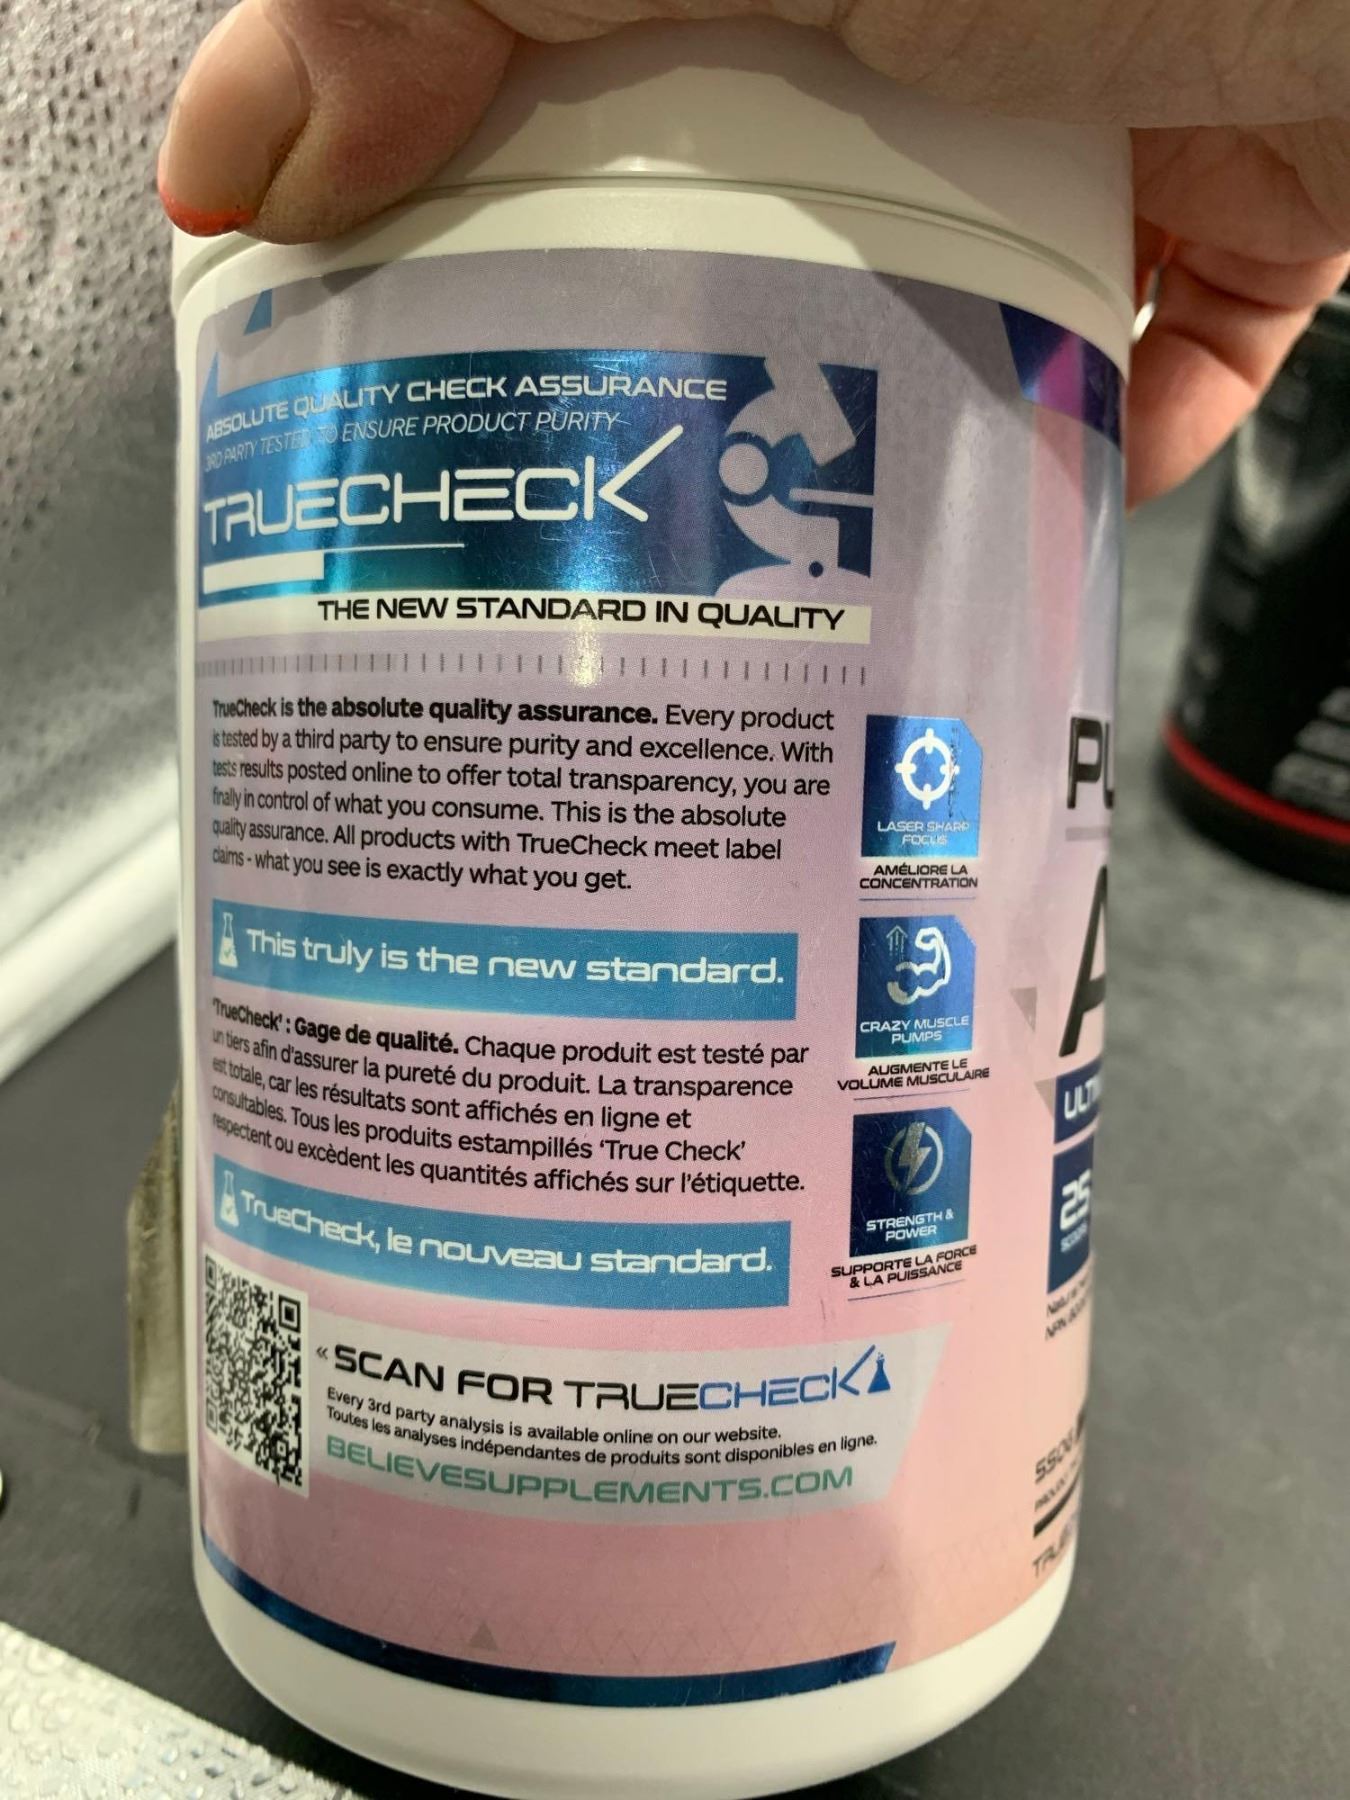 ABSOLUTE QUALITY CHECK ASSURANCE
3RD PARTY TESTED TO ENSURE PRODUCT PURITY
TRUECHECK
THE NEW STANDARD IN QUALITY
TrueCheck is the absolute quality assurance. Every product
is tested by a third party to ensure purity and excellence. With
tests results posted online to offer total transparency, you are
finally in control of what you consume. This is the absolute
quality assurance. All products with TrueCheck meet label
claims - what you see is exactly what you get.
This truly is the new standard.
'TrueCheck' : Gage de qualité. Chaque produit est testé par
un tiers afin d'assurer la pureté du produit. La transparence
est totale, car les résultats sont affichés en ligne et
consultables. Tous les produits estampillés ‘True Check’
respectent ou excèdent les quantités affichés sur l'étiquette.
TrueCheck, le nouveau standard.
« SCAN FOR TRUECHECK
Every 3rd party analysis is available online on our website.
Toutes les analyses indépendantes de produits sont disponibles en ligne.
BELIEVESUPPLEMENTS.COM
LASER SHARP
FOCUS
AMÉLIORE LA
CONCENTRATION
CRAZY MUSCLE
PUMPS
AUGMENTE LE
VOLUME MUSCULAIRE
STRENGTH &
POWER
SUPPORTE LA FORCE
& LA PUISSANCE
PU
A
ULTI
25
SCOOPS